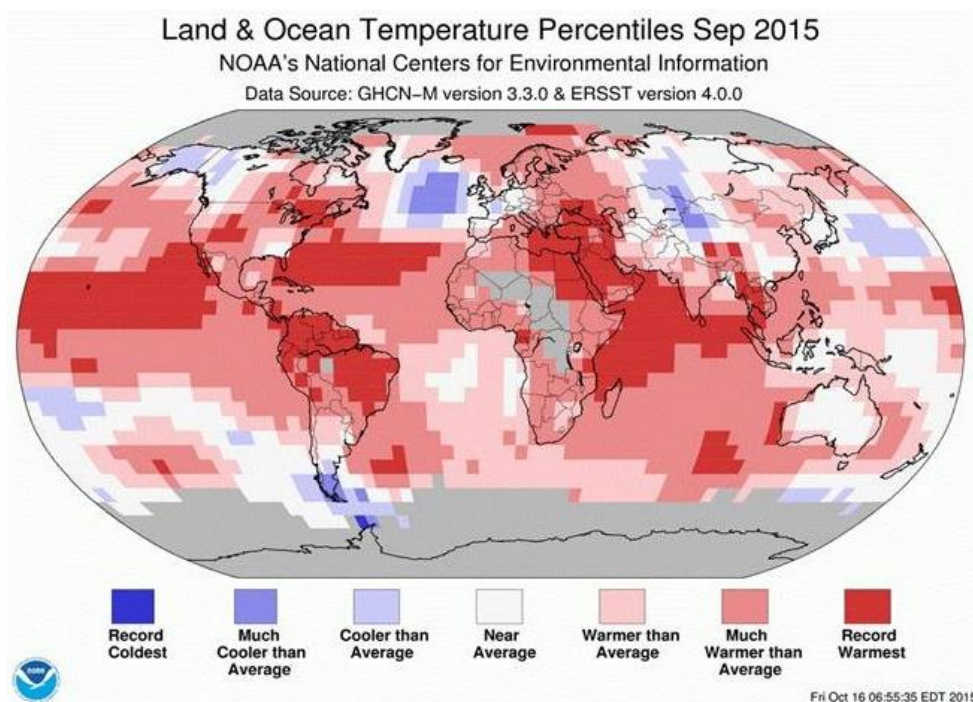 Land & Ocean Temperature Percentiles Sep 2015
NOAA's National Centers for Environmental Information
Data Source: GHCN–M version 3.3.0 & ERSST version 4.0.0
Record
Coldest
Much
Cooler than
Average
Cooler than
Average
Near
Average
Warmer than
Average
Much
Warmer than
Average
Record
Warmest
NOAA
Fri Oct 16 06:55:35 EDT 2015